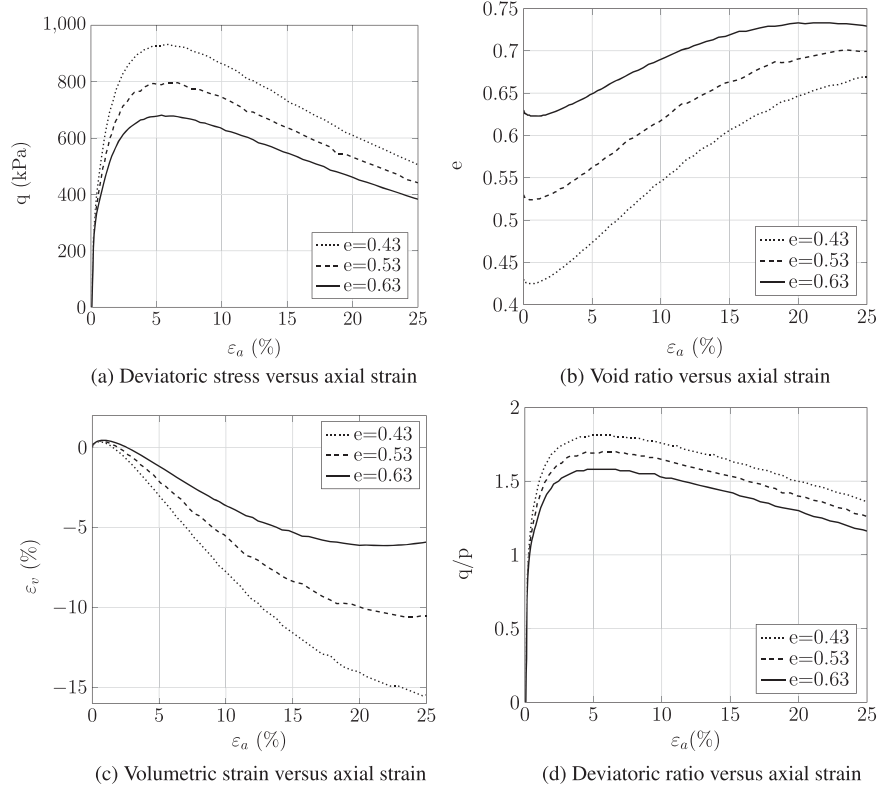 1,000
800
600
400
200
0
q (kPa)
e=0.43
e=0.53
e=0.63
0 5 10 15 20 25
εa (%)
(a) Deviatoric stress versus axial strain
0.75
0.7
0.65
0.6
0.55
0.5
0.45
0.4
e
e=0.43
e=0.53
e=0.63
0 5 10 15 20 25
εa (%)
(b) Void ratio versus axial strain
0
−5
−10
−15
εv (%)
e=0.43
e=0.53
e=0.63
0 5 10 15 20 25
εa (%)
(c) Volumetric strain versus axial strain
2
1.5
1
0.5
0
q/p
e=0.43
e=0.53
e=0.63
0 5 10 15 20 25
εa(%)
(d) Deviatoric ratio versus axial strain